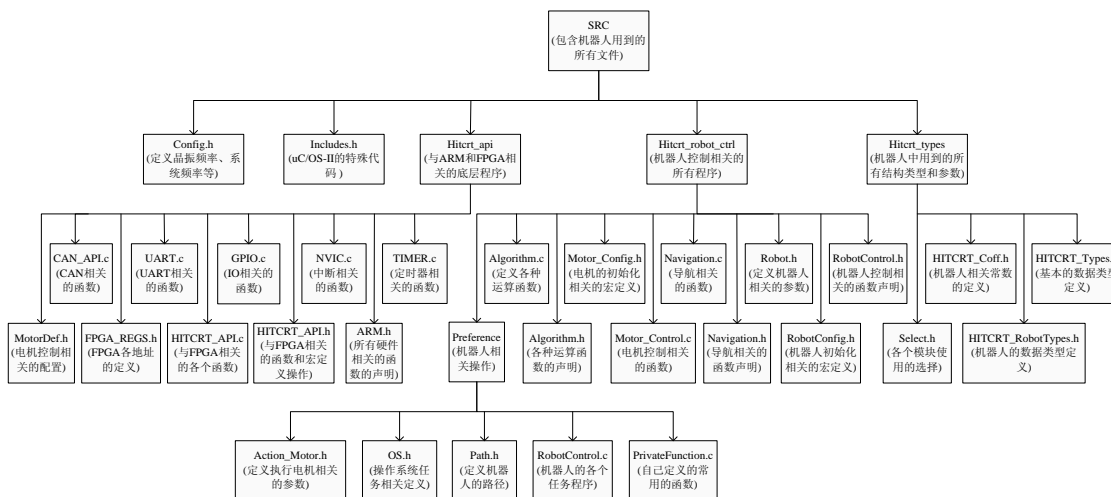 SRC
(包含机器人用到的
所有文件)
Config.h
(定义晶振频率、系
统频率等)
Includes.h
(uC/OS-II的特殊代
码 )
Hitcrt_api
(与ARM和FPGA相
关的底层程序)
Hitcrt_robot_ctrl
(机器人控制相关的
所有程序)
Hitcrt_types
(机器人中用到的所
有结构类型和参数)
CAN_API.c
(CAN相关
的函数)
UART.c
(UART相关
的函数)
GPIO.c
(IO相关的
函数)
NVIC.c
(中断相关
的函数)
TIMER.c
(定时器相
关的函数)
Algorithm.c
(定义各种
运算函数)
Motor_Config.h
(电机的初始化
相关的宏定义)
Navigation.c
(导航相关
的函数)
Robot.h
(定义机器人
相关的参数)
RobotControl.h
(机器人控制相
关的函数声明)
HITCRT_Coff.h
(机器人相关常数
的定义)
HITCRT_Types.
(基本的数据类型
定义)
MotorDef.h
(电机控制相
关的配置)
FPGA_REGS.h
(FPGA各地址
的定义)
HITCRT_API.c
(与FPGA相关
的各个函数)
HITCRT_API.h
(与FPGA相关
的函数和宏定
义操作)
ARM.h
(所有硬件
相关的函
数的声明)
Preference
(机器人相
关操作)
Algorithm.h
(各种运算函
数的声明)
Motor_Control.c
(电机控制相关
的函数)
Navigation.h
(导航相关的
函数声明)
RobotConfig.h
(机器人初始化
相关的宏定义)
Select.h
(各个模块使
用的选择)
HITCRT_RobotTypes.h
(机器人的数据类型定
义)
Action_Motor.h
(定义执行电机相关
的参数)
OS.h
(操作系统任
务相关定义)
Path.h
(定义机器
人的路径)
RobotControl.c
(机器人的各个
任务程序)
PrivateFunction.c
(自己定义的常
用的函数)